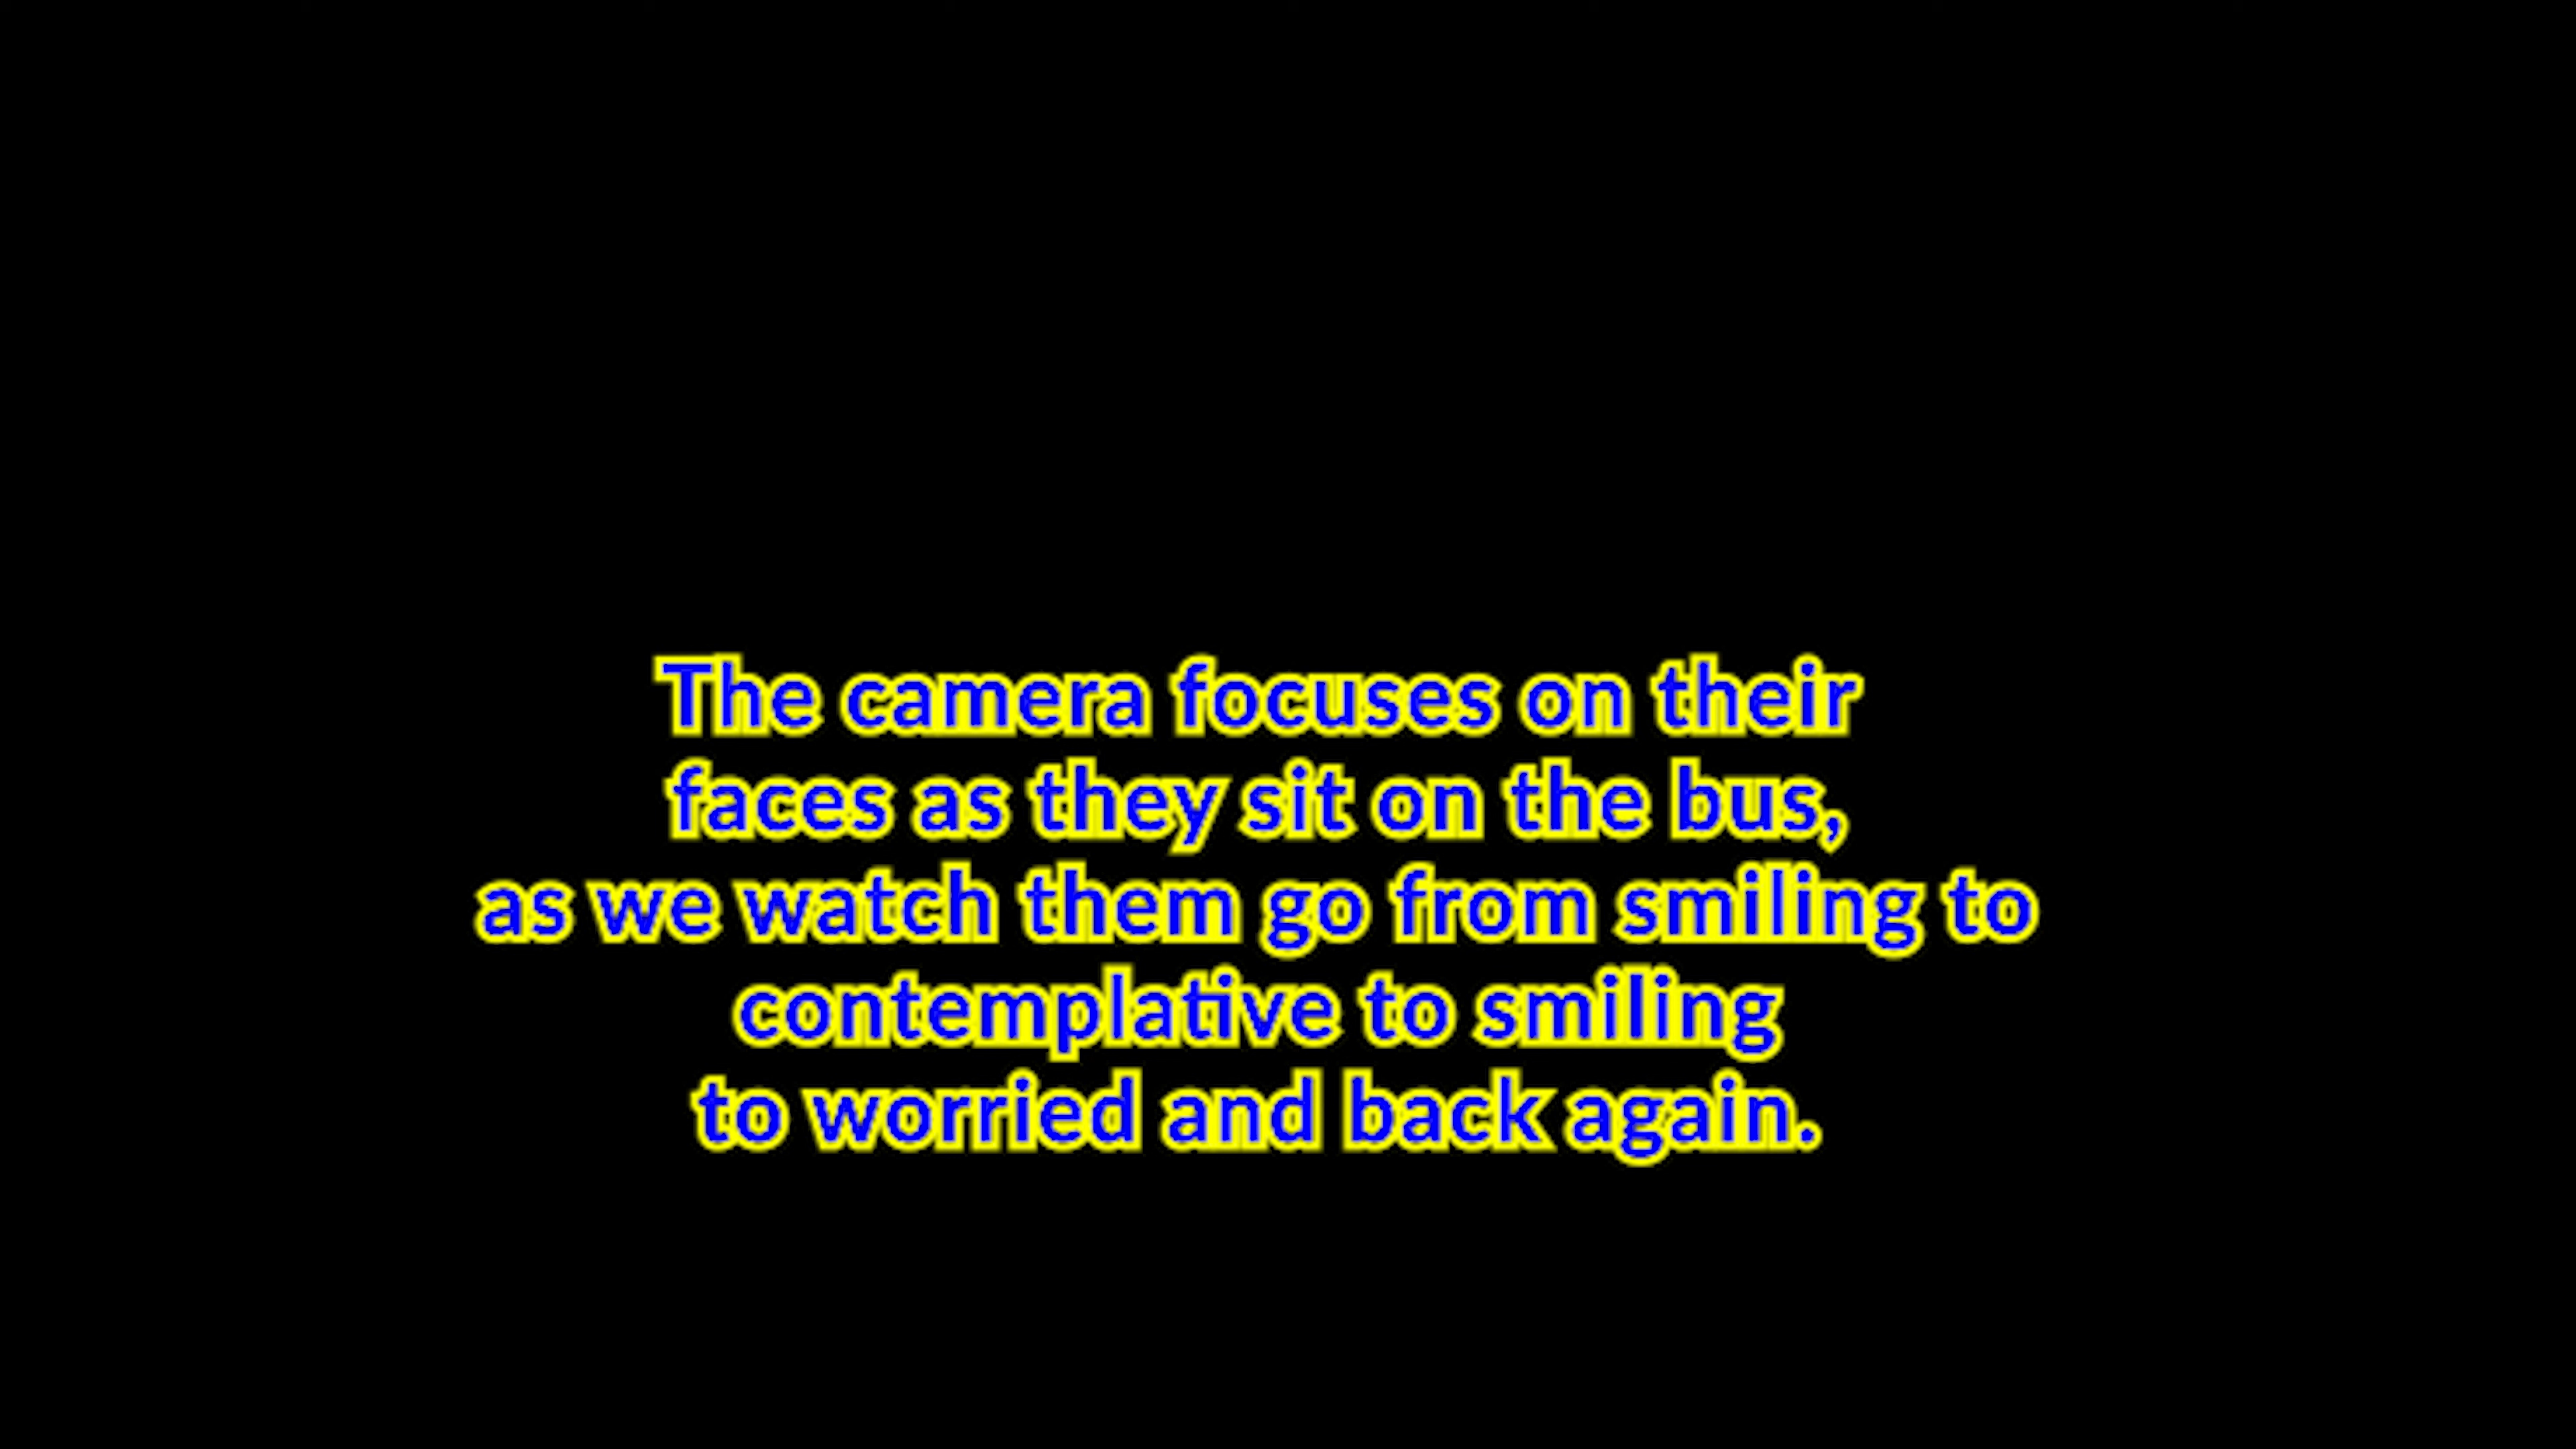 The camera focuses on their
faces as they sit on the bus,
as we watch them go from smiling to
contemplative to smiling
to worried and back again.